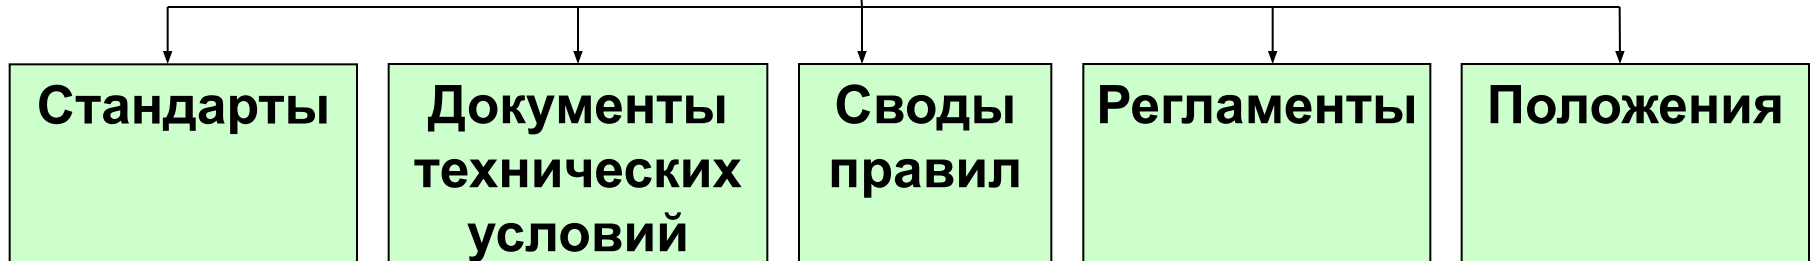 Стандарты
Документы
технических
условий
Своды
правил
Регламенты
Положения